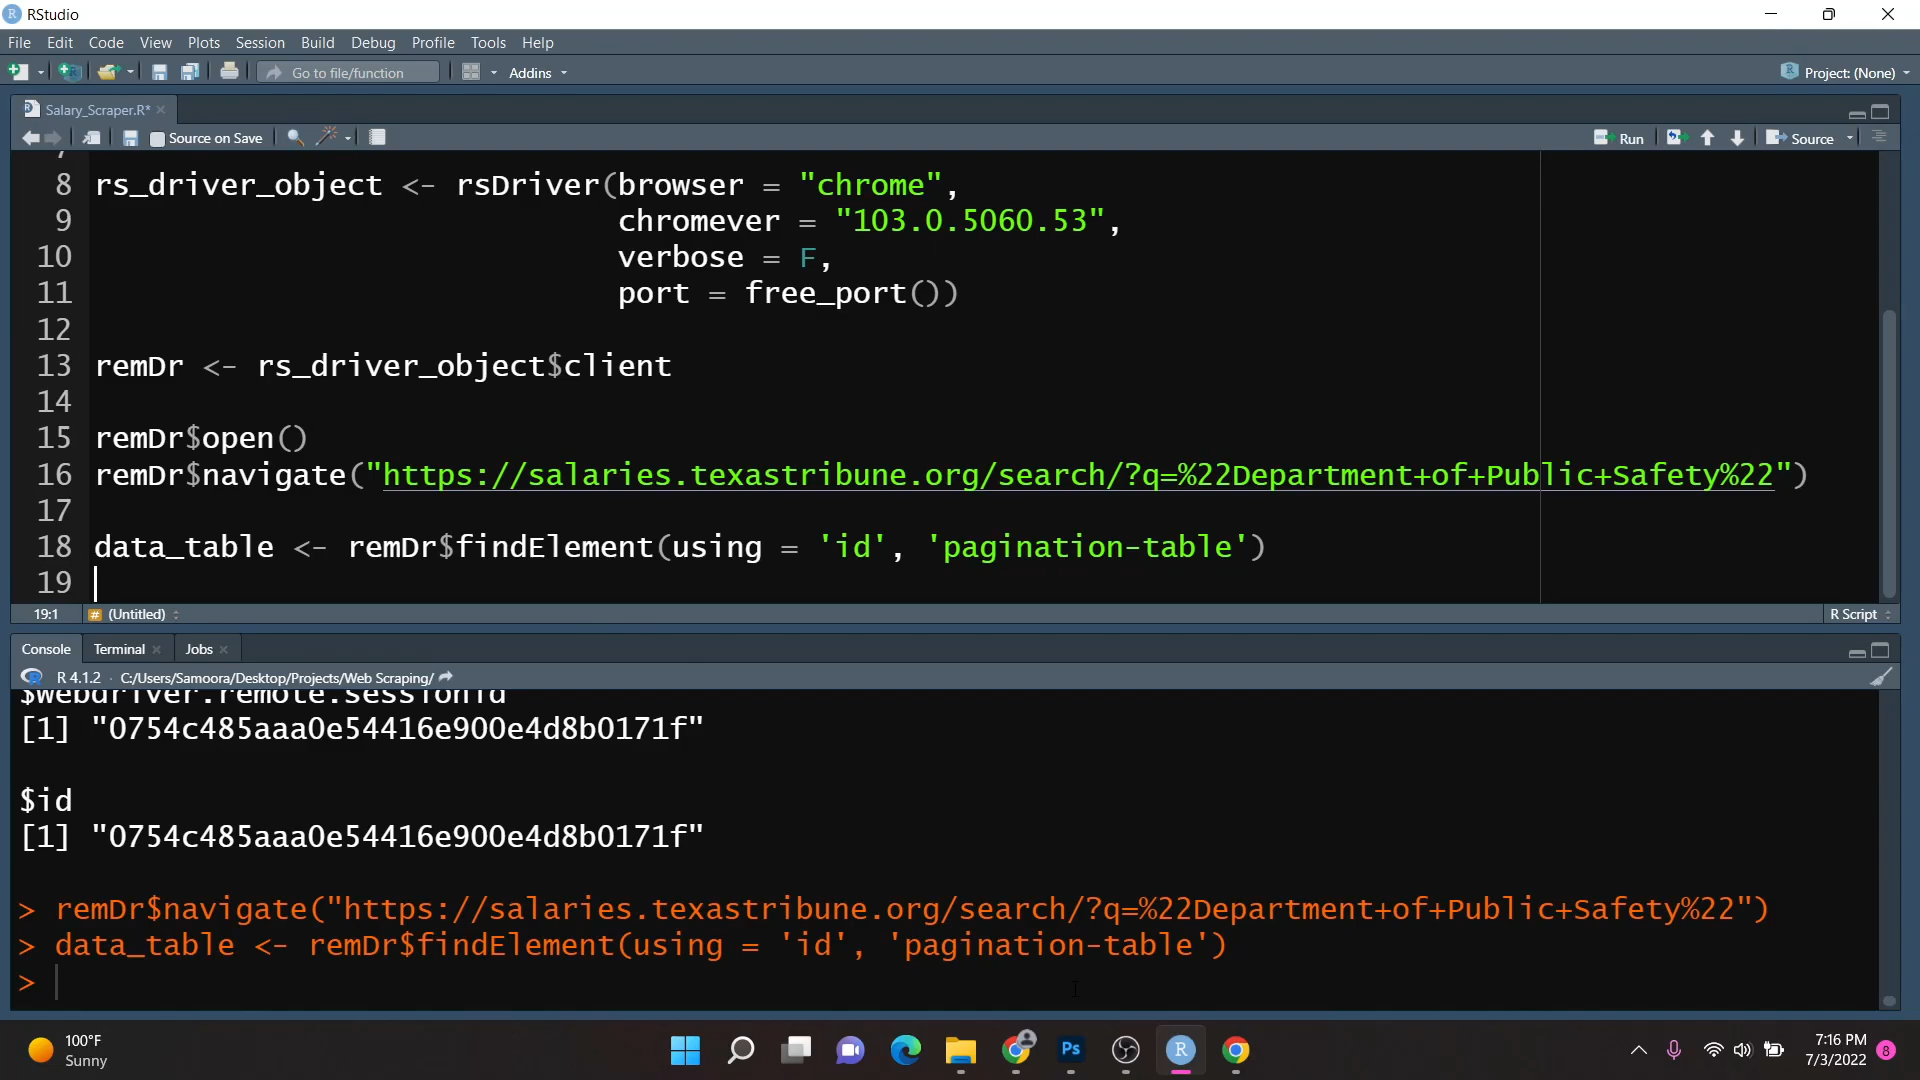 RStudio
File Edit Code View Plots Session Build Debug Profile Tools Help
Go to file/function Addins Project: (None)
Salary_Scraper.R*
Source on Save Run Source
7
8 rs_driver_object <- rsDriver(browser = "chrome",
9 chromever = "103.0.5060.53",
10 verbose = F,
11 port = free_port())
12
13 remDr <- rs_driver_object$client
14
15 remDr$open()
16 remDr$navigate("https://salaries.texastribune.org/search/?q=%22Department+of+Public+Safety%22")
17
18 data_table <- remDr$findElement(using = 'id', 'pagination-table')
19
19:1 # (Untitled) R Script
Console Terminal Jobs
R 4.1.2 · C:/Users/Samoora/Desktop/Projects/Web Scraping/
$webdriver.remote.sessionid
[1] "0754c485aaa0e54416e900e4d8b0171f"
$id
[1] "0754c485aaa0e54416e900e4d8b0171f"
> remDr$navigate("https://salaries.texastribune.org/search/?q=%22Department+of+Public+Safety%22")
> data_table <- remDr$findElement(using = 'id', 'pagination-table')
>
100°F
Sunny
Ps
R
7:16 PM
7/3/2022
8